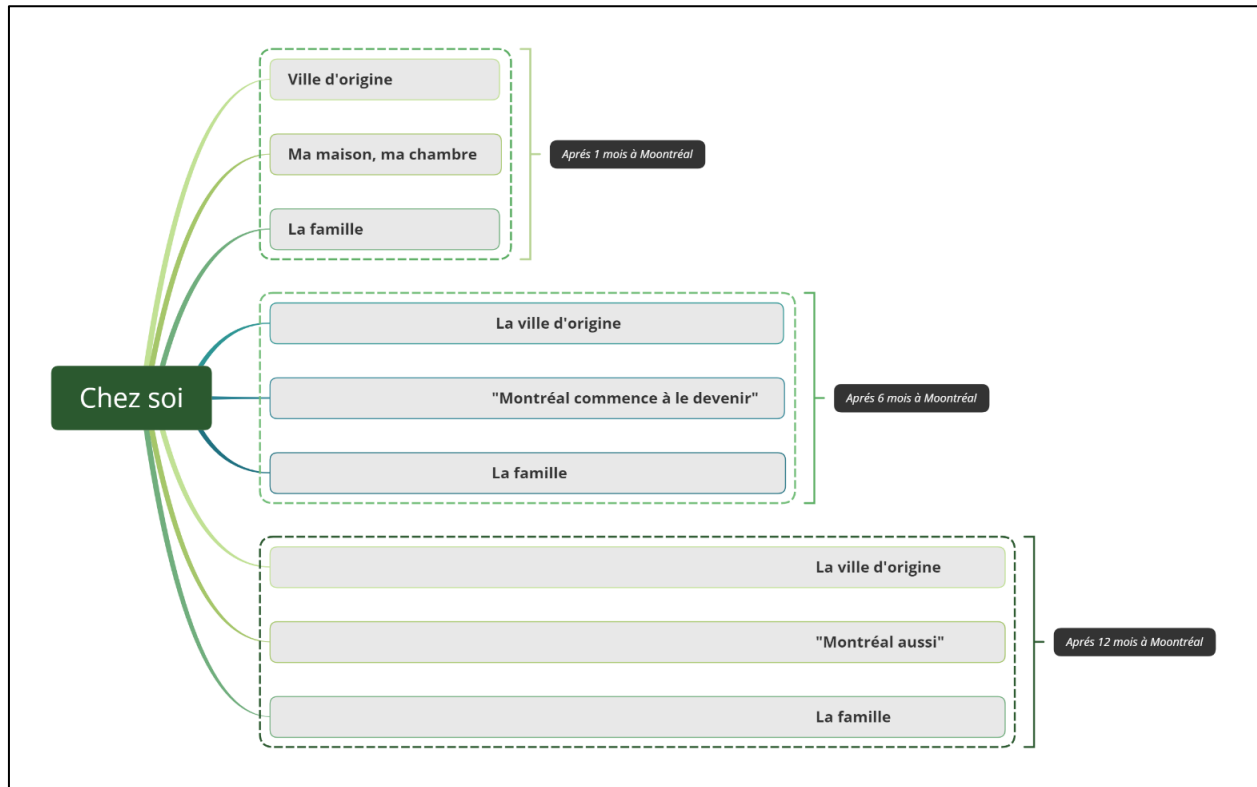 Ville d'origine
Ma maison, ma chambre
Aprés 1 mois à Moontréal
La famille
La ville d'origine
Chez soi
"Montréal commence à le devenir"
Aprés 6 mois à Moontréal
La famille
La ville d'origine
"Montréal aussi"
Aprés 12 mois à Moontréal
La famille